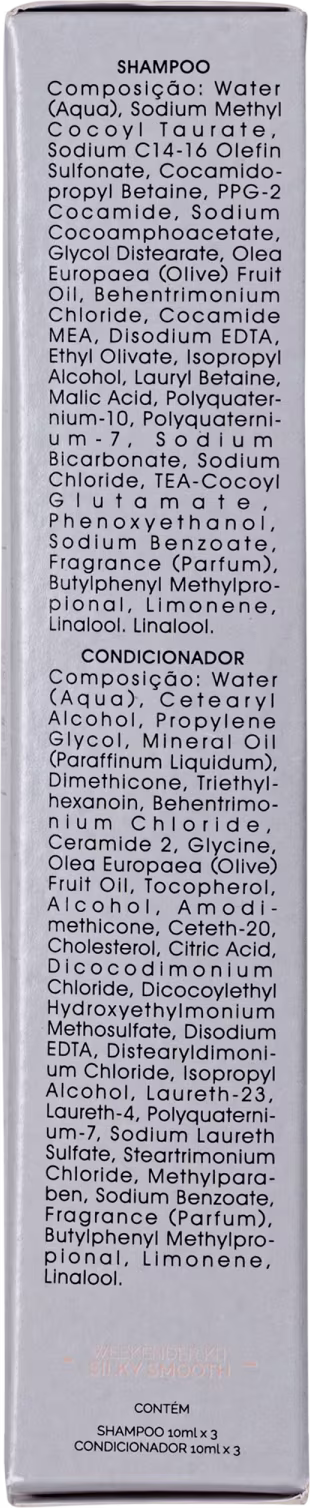 SHAMPOO
Composição: Water
(Aqua), Sodium Methyl
Cocoyl Taurate,
Sodium C14-16 Olefin
Sulfonate, Cocamido-
propyl Betaine, PPG-2
Cocamide, Sodium
Cocoamphoacetate,
Glycol Distearate, Olea
Europaea (Olive) Fruit
Oil, Behentrimonium
Chloride, Cocamide
MEA, Disodium EDTA,
Ethyl Olivate, Isopropyl
Alcohol, Lauryl Betaine,
Malic Acid, Polyquater-
nium-10, Polyquaterni-
um-7, Sodium
Bicarbonate, Sodium
Chloride, TEA-Cocoyl
Glutamate,
Phenoxyethanol,
Sodium Benzoate,
Fragrance (Parfum),
Butylphenyl Methylpro-
pional, Limonene,
Linalool. Linalool.
CONDICIONADOR
Composição: Water
(Aqua), Cetearyl
Alcohol, Propylene
Glycol, Mineral Oil
(Paraffinum Liquidum),
Dimethicone, Triethyl-
hexanoin, Behentrimo-
nium Chloride,
Ceramide 2, Glycine,
Olea Europaea (Olive)
Fruit Oil, Tocopherol,
Alcohol, Amodi-
methicone, Ceteth-20,
Cholesterol, Citric Acid,
Dicocodimonium
Chloride, Dicocoylethyl
Hydroxyethylmonium
Methosulfate, Disodium
EDTA, Distearyldimoni-
um Chloride, Isopropyl
Alcohol, Laureth-23,
Laureth-4, Polyquaterni-
um-7, Sodium Laureth
Sulfate, Steartrimonium
Chloride, Methylpara-
ben, Sodium Benzoate,
Fragrance (Parfum),
Butylphenyl Methylpro-
pional, Limonene,
Linalool.
WEEKENDER KIT
SILKY SMOOTH
CONTÉM
SHAMPOO 10ml x 3
CONDICIONADOR 10ml x 3